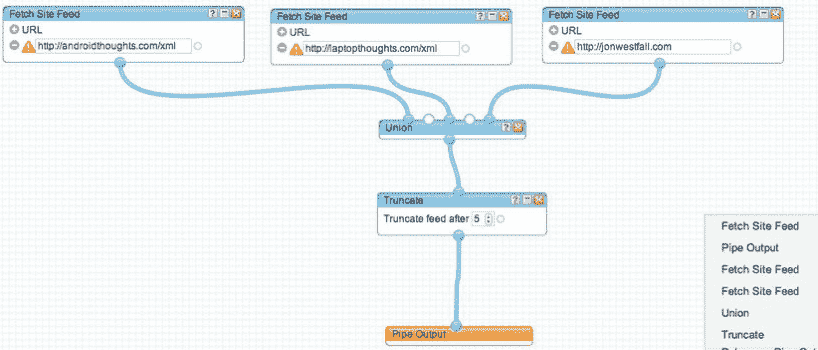 Fetch Site Feed
URL
http://androidthoughts.com/xml
Fetch Site Feed
URL
http://laptopthoughts.com/xml
Fetch Site Feed
URL
http://jonwestfall.com
Union
Truncate
Truncate feed after 5
Pipe Output
Fetch Site Feed
Pipe Output
Fetch Site Feed
Fetch Site Feed
Union
Truncate